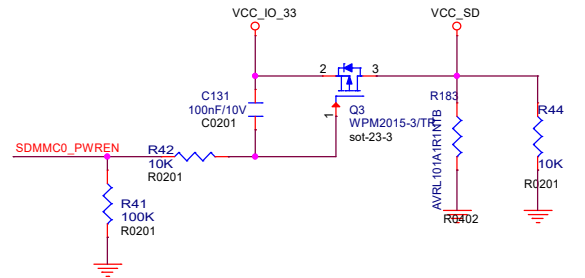 VCC_IO_33
VCC_SD
C131
100nF/10V
C0201
2
3
1
Q3
WPM2015-3/TR
sot-23-3
R183
AVRL101A1R1NTB
R0402
R44
10K
R0201
SDMMC0_PWREN
R42
10K
R0201
R41
100K
R0201